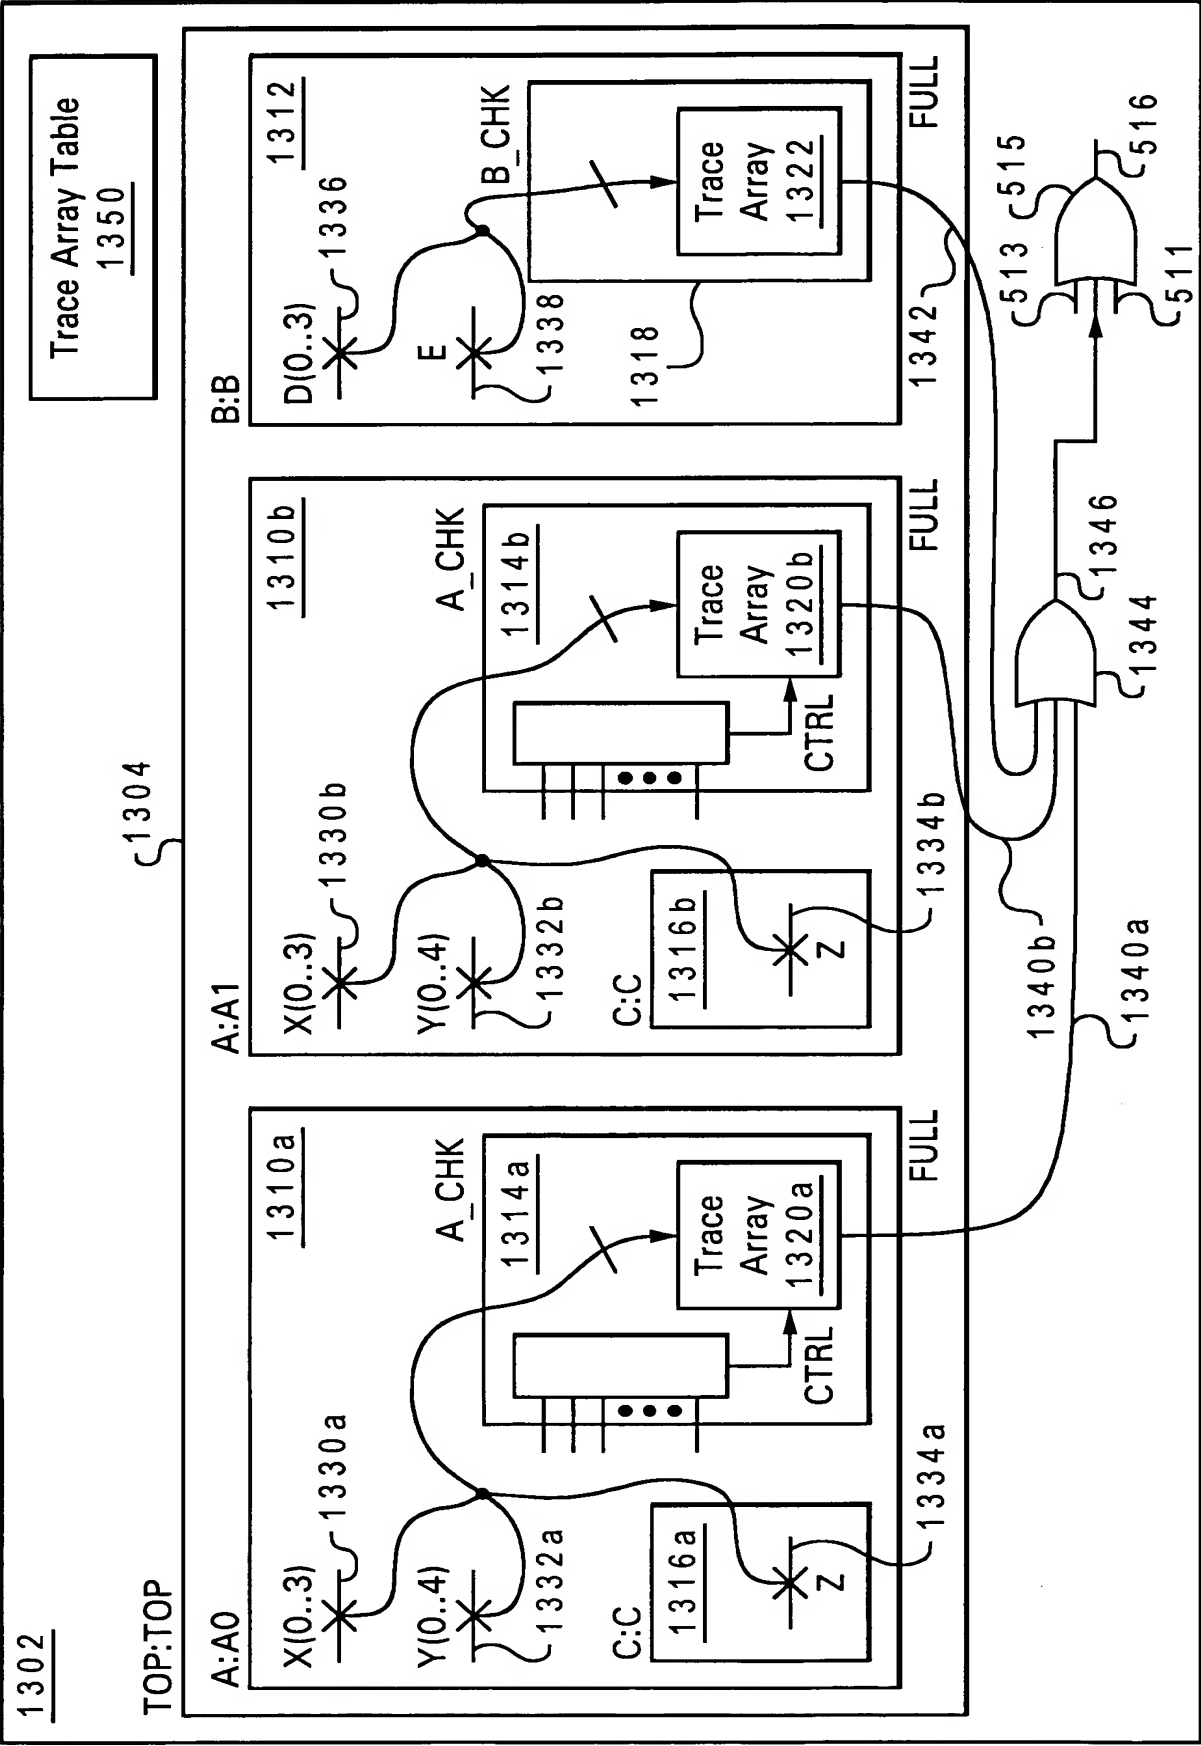 1302
Trace Array Table
1350
1304
TOP:TOP
A:A0
1310a
X(0..3)
1330a
Y(0..4)
1332a
C:C
1316a
Z
1334a
A_CHK
1314a
Trace
Array
1320a
CTRL
FULL
A:A1
1310b
X(0..3)
1330b
Y(0..4)
1332b
C:C
1316b
Z
1334b
A_CHK
1314b
Trace
Array
1320b
CTRL
FULL
B:B
1312
D(0..3)
1336
E
1338
B_CHK
1318
Trace
Array
1322
FULL
1342
1340b
1340a
1344
1346
513
511
515
516